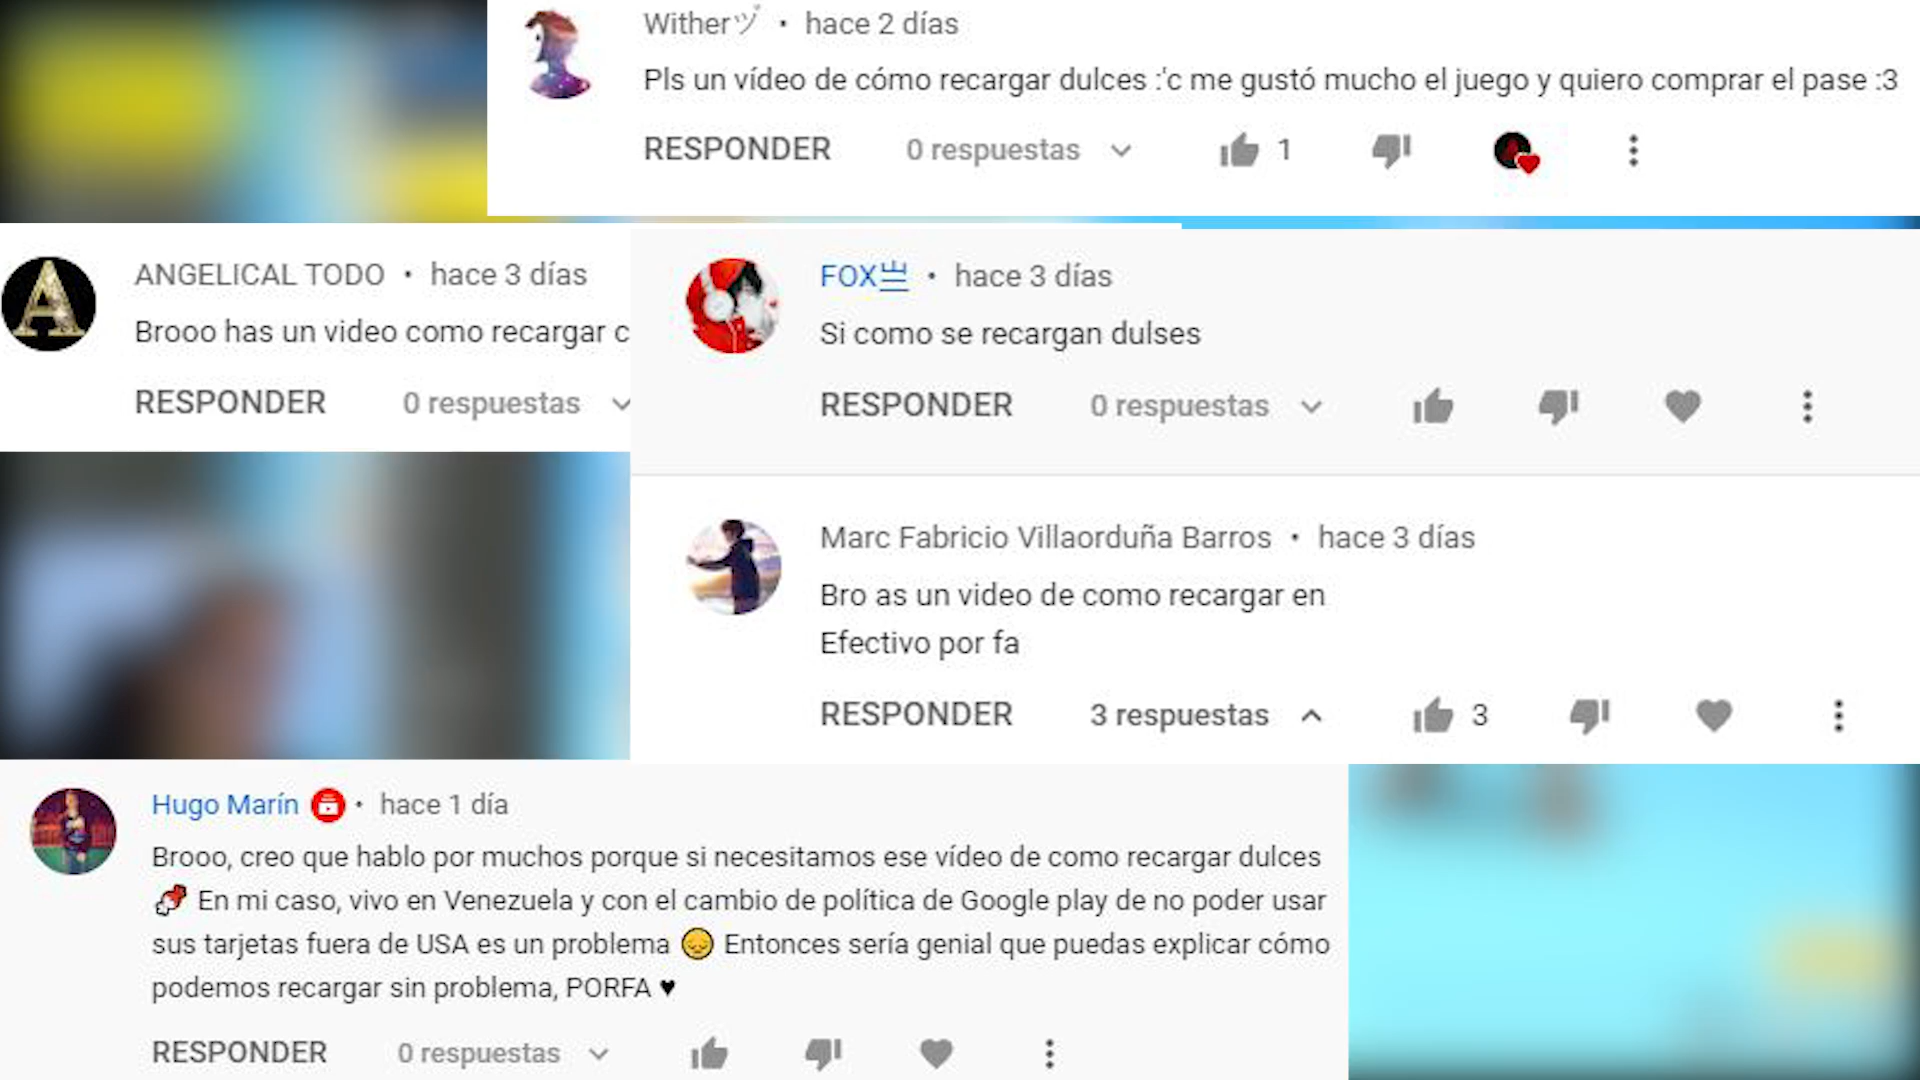 Witherヅ • hace 2 días
Pls un vídeo de cómo recargar dulces :'c me gustó mucho el juego y quiero comprar el pase :3
RESPONDER 0 respuestas 1
ANGELICAL TODO • hace 3 días
Brooo has un video como recargar c
RESPONDER 0 respuestas
FOX亗 • hace 3 días
Si como se recargan dulses
RESPONDER 0 respuestas
Marc Fabricio Villaorduña Barros • hace 3 días
Bro as un video de como recargar en
Efectivo por fa
RESPONDER 3 respuestas 3
Hugo Marín • hace 1 día
Brooo, creo que hablo por muchos porque si necesitamos ese vídeo de como recargar dulces
🍬 En mi caso, vivo en Venezuela y con el cambio de política de Google play de no poder usar
sus tarjetas fuera de USA es un problema 😞 Entonces sería genial que puedas explicar cómo
podemos recargar sin problema, PORFA ♥
RESPONDER 0 respuestas